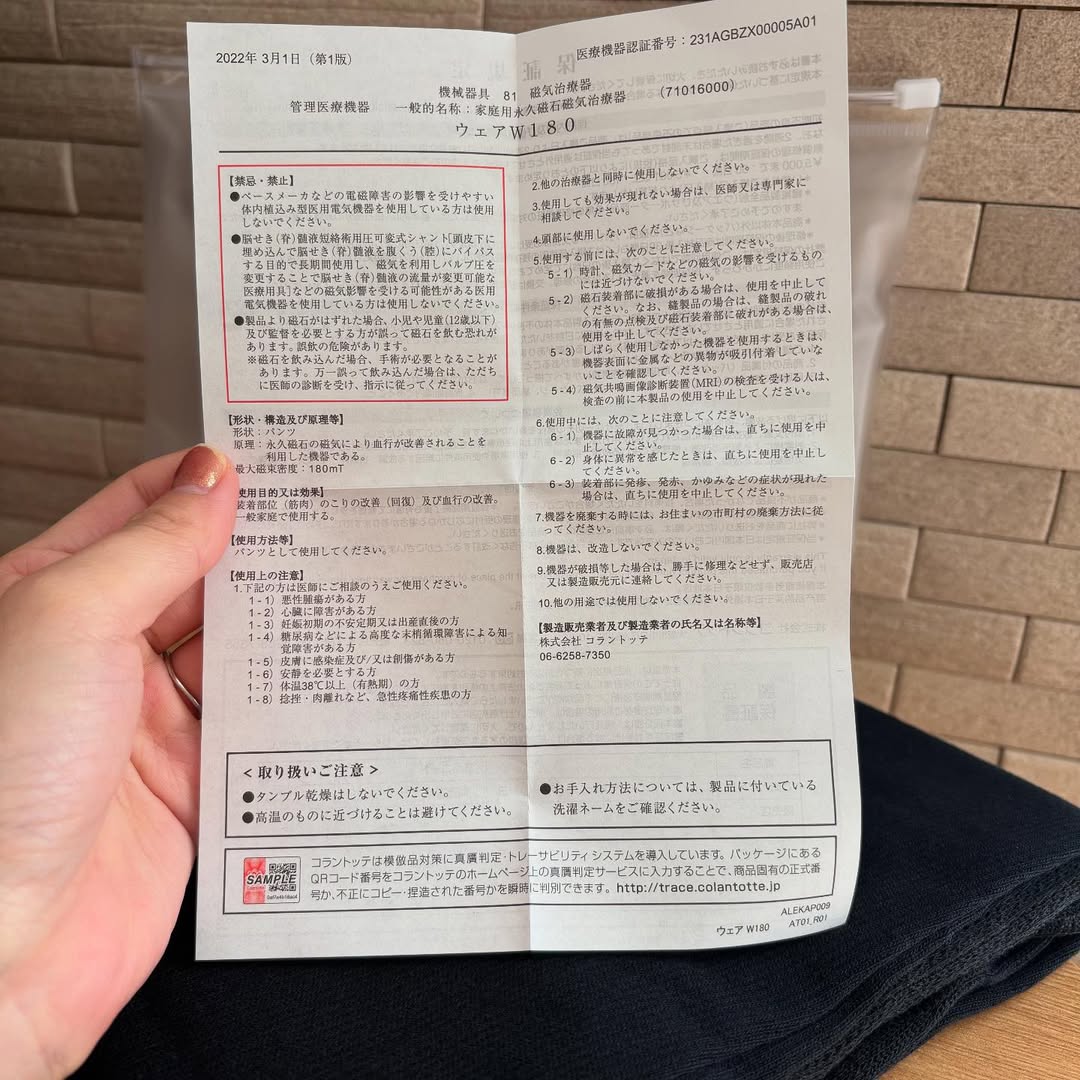 2022年 3月1日（第1版）
医療機器認証番号：231AGBZX00005A01
機械器具 81 磁気治療器
管理医療機器 一般的名称：家庭用永久磁石磁気治療器 （71016000）
ウェアW180
【禁忌・禁止】
●ペースメーカなどの電磁障害の影響を受けやすい
体内植込み型医用電気機器を使用している方は使用
しないでください。
●脳せき（脊）髄液短絡術用圧可変式シャント［頭皮下に
埋め込んで脳せき（脊）髄液を腹くう（腔）にバイパス
する目的で長期間使用し、磁気を利用しバルブ圧を
変更することで脳せき（脊）髄液の流量が変更可能な
医療用具］などの磁気影響を受ける可能性がある医用
電気機器を使用している方は使用しないでください。
●製品より磁石がはずれた場合、小児や児童（12歳以下）
及び監督を必要とする方が誤って磁石を飲む恐れが
あります。誤飲の危険があります。
※磁石を飲み込んだ場合、手術が必要となることが
あります。万一誤って飲み込んだ場合は、ただち
に医師の診断を受け、指示に従ってください。
【形状・構造及び原理等】
形状：パンツ
原理：永久磁石の磁気により血行が改善されることを
利用した機器である。
最大磁束密度：180mT
使用目的又は効果】
装着部位（筋肉）のこりの改善（回復）及び血行の改善。
一般家庭で使用する。
【使用方法等】
パンツとして使用してください。
【使用上の注意】
1.下記の方は医師にご相談のうえご使用ください。
1-1）悪性腫瘍がある方
1-2）心臓に障害がある方
1-3）妊娠初期の不安定期又は出産直後の方
1-4）糖尿病などによる高度な末梢循環障害による知
覚障害がある方
1-5）皮膚に感染症及び/又は創傷がある方
1-6）安静を必要とする方
1-7）体温38℃以上（有熱期）の方
1-8）捻挫・肉離れなど、急性疼痛性疾患の方
2.他の治療器と同時に使用しないでください。
3.使用しても効果が現れない場合は、医師又は専門家に
相談してください。
4.頭部に使用しないでください。
5.使用する前には、次のことに注意してください。
5-1）時計、磁気カードなどの磁気の影響を受けるもの
には近づけないでください。
5-2）磁石装着部に破損がある場合は、使用を中止して
ください。なお、縫製品の場合は、縫製品の破れ
の有無の点検及び磁石装着部に破れがある場合は、
使用を中止してください。
5-3）しばらく使用しなかった機器を使用するときは、
機器表面に金属などの異物が吸引付着していな
いことを確認してください。
5-4）磁気共鳴画像診断装置（MRI）の検査を受ける人は、
検査の前に本製品の使用を中止してください。
6.使用中には、次のことに注意してください。
6-1）機器に故障が見つかった場合は、直ちに使用を中
止してください。
6-2）身体に異常を感じたときは、直ちに使用を中止し
てください。
6-3）装着部に発疹、発赤、かゆみなどの症状が現れた
場合は、直ちに使用を中止してください。
7.機器を廃棄する時には、お住まいの市町村の廃棄方法に従
ってください。
8.機器は、改造しないでください。
9.機器が破損等した場合は、勝手に修理などせず、販売店
又は製造販売元に連絡してください。
10.他の用途では使用しないでください。
【製造販売業者及び製造業者の氏名又は名称等】
株式会社 コラントッテ
06-6258-7350
＜取り扱いご注意＞
●タンブル乾燥はしないでください。
●高温のものに近づけることは避けてください。
●お手入れ方法については、製品に付いている
洗濯ネームをご確認ください。
SAMPLE
コラントッテは模倣品対策に真贋判定・トレーサビリティシステムを導入しています。パッケージにある
QRコード番号をコラントッテのホームページ上の真贋判定サービスに入力することで、商品固有の正式番
号か、不正にコピー・捏造された番号かを瞬時に判別できます。http://trace.colantotte.jp/
ALEKAP009
ウェア W180 AT01_R01